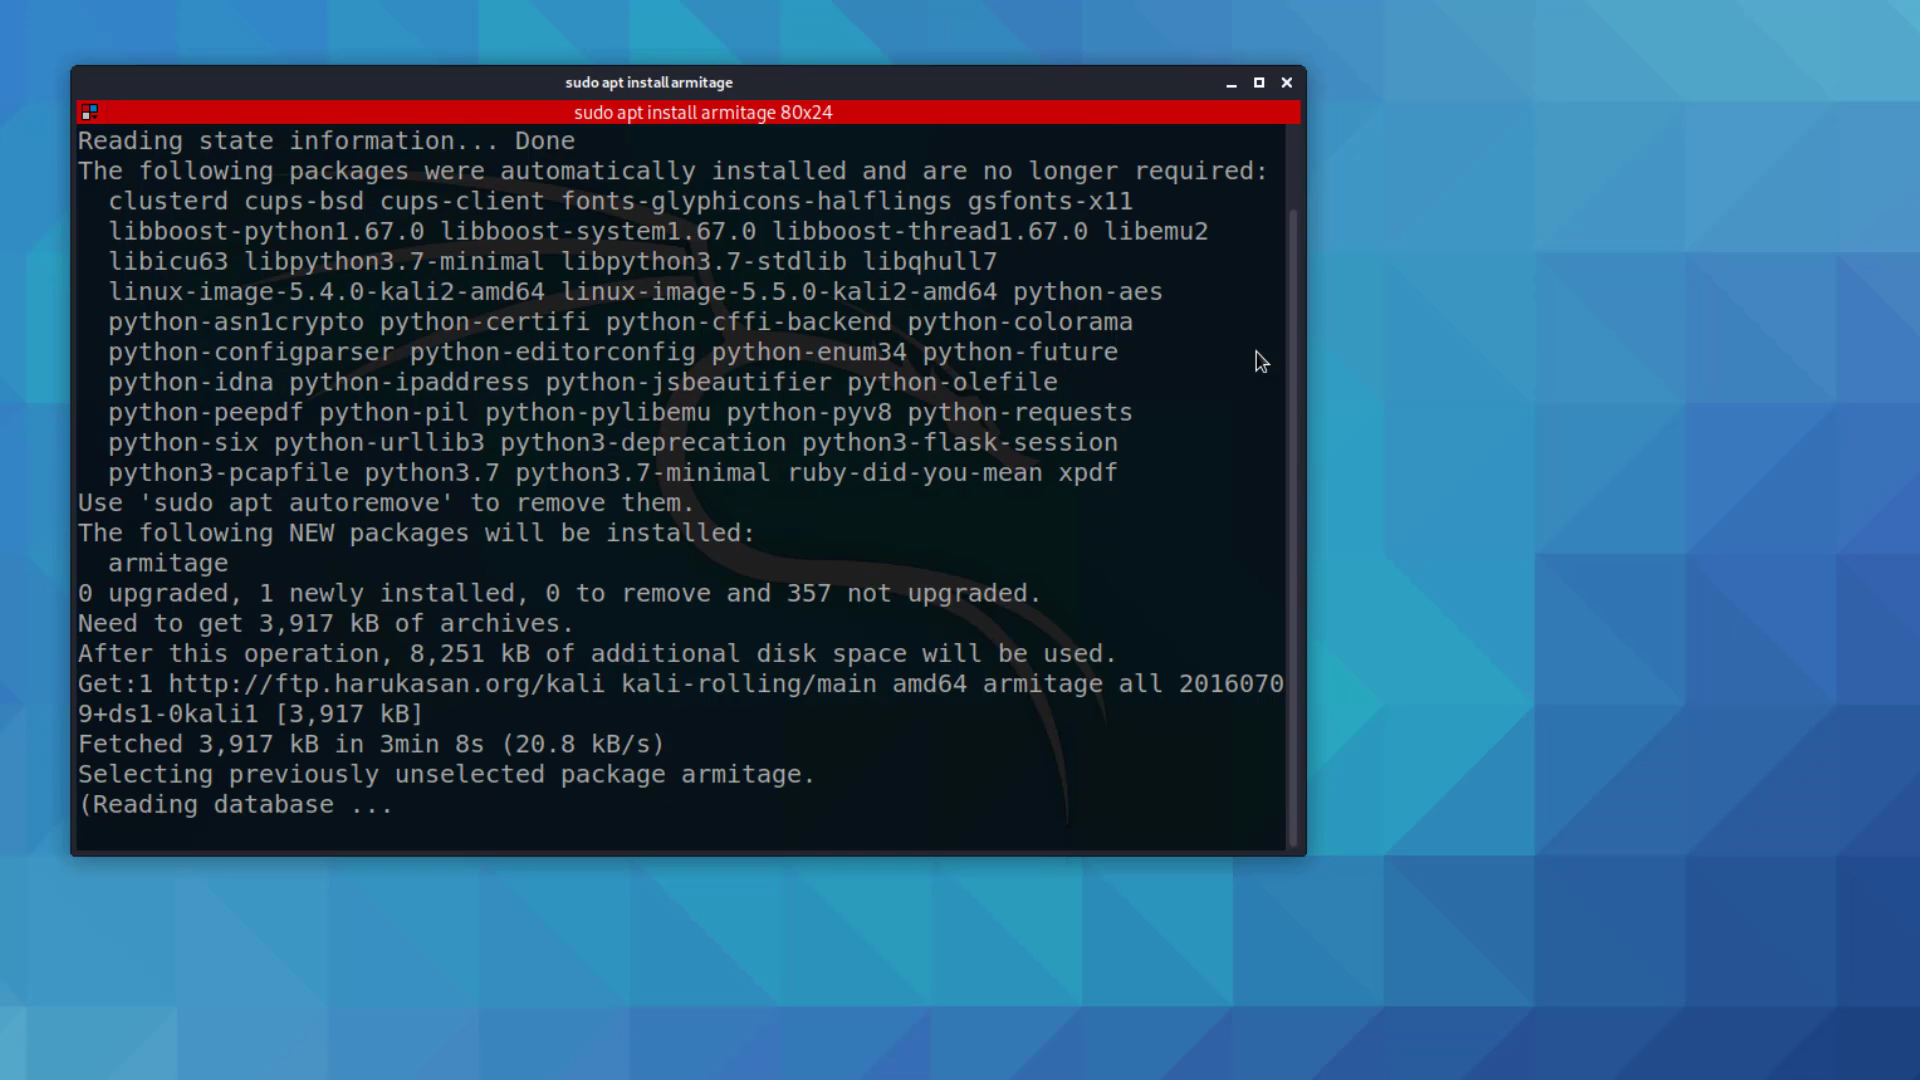 sudo apt install armitage
sudo apt install armitage 80x24
Reading state information... Done
The following packages were automatically installed and are no longer required:
  clusterd cups-bsd cups-client fonts-glyphicons-halflings gsfonts-x11
  libboost-python1.67.0 libboost-system1.67.0 libboost-thread1.67.0 libemu2
  libicu63 libpython3.7-minimal libpython3.7-stdlib libqhull7
  linux-image-5.4.0-kali2-amd64 linux-image-5.5.0-kali2-amd64 python-aes
  python-asn1crypto python-certifi python-cffi-backend python-colorama
  python-configparser python-editorconfig python-enum34 python-future
  python-idna python-ipaddress python-jsbeautifier python-olefile
  python-peepdf python-pil python-pylibemu python-pyv8 python-requests
  python-six python-urllib3 python3-deprecation python3-flask-session
  python3-pcapfile python3.7 python3.7-minimal ruby-did-you-mean xpdf
Use 'sudo apt autoremove' to remove them.
The following NEW packages will be installed:
  armitage
0 upgraded, 1 newly installed, 0 to remove and 357 not upgraded.
Need to get 3,917 kB of archives.
After this operation, 8,251 kB of additional disk space will be used.
Get:1 http://ftp.harukasan.org/kali kali-rolling/main amd64 armitage all 2016070
9+ds1-0kali1 [3,917 kB]
Fetched 3,917 kB in 3min 8s (20.8 kB/s)
Selecting previously unselected package armitage.
(Reading database ...